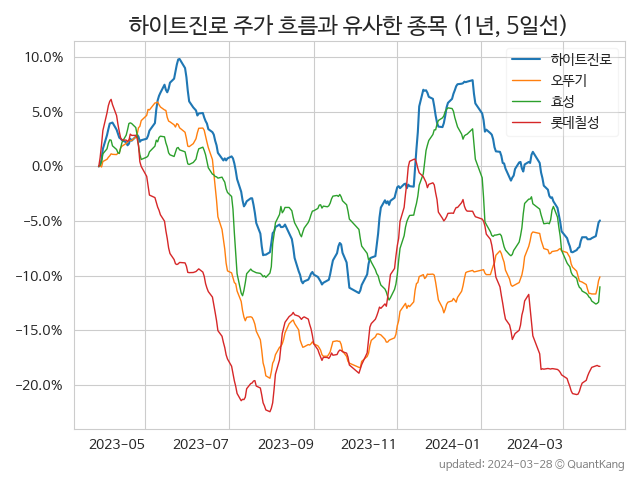 하이트진로 주가 흐름과 유사한 종목 (1년, 5일선)
10.0%
5.0%
0.0%
−5.0%
−10.0%
−15.0%
−20.0%
하이트진로
오뚜기
효성
롯데칠성
2023-05 2023-07 2023-09 2023-11 2024-01 2024-03
updated: 2024-03-28 © QuantKang